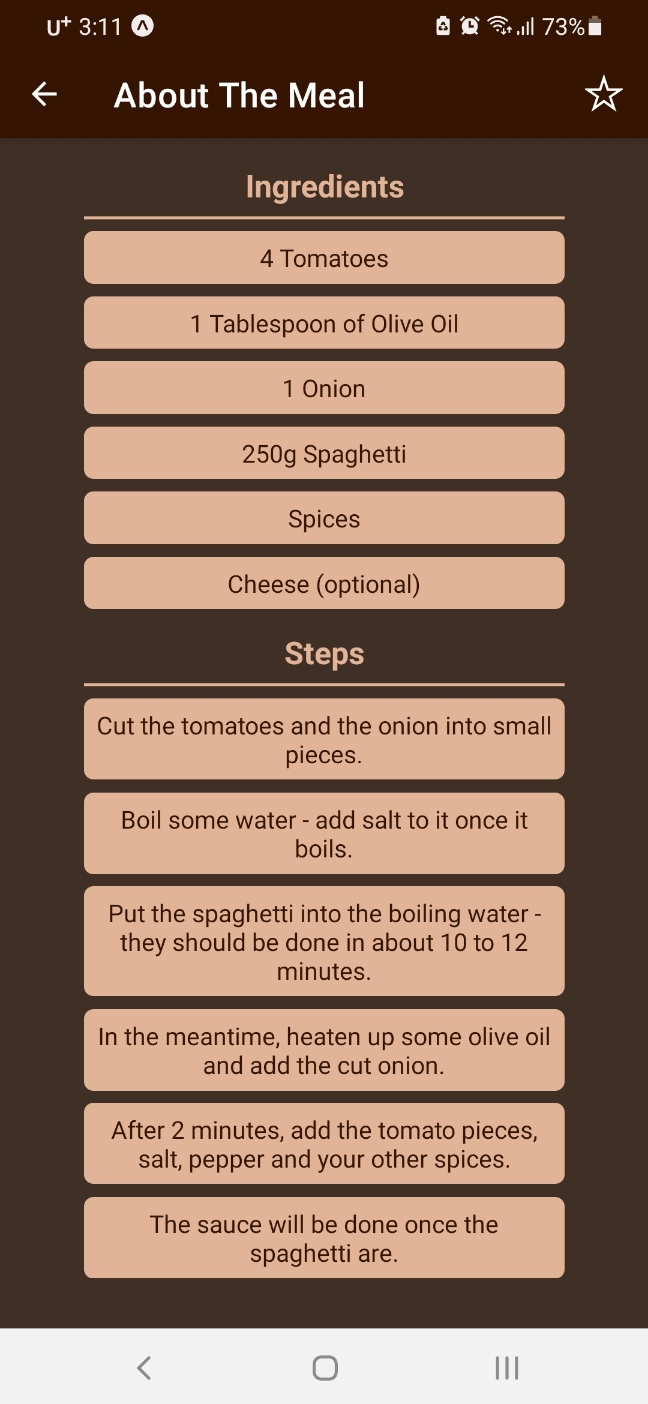 U+ 3:11 73%
About The Meal
Ingredients
4 Tomatoes
1 Tablespoon of Olive Oil
1 Onion
250g Spaghetti
Spices
Cheese (optional)
Steps
Cut the tomatoes and the onion into small
pieces.
Boil some water - add salt to it once it
boils.
Put the spaghetti into the boiling water -
they should be done in about 10 to 12
minutes.
In the meantime, heaten up some olive oil
and add the cut onion.
After 2 minutes, add the tomato pieces,
salt, pepper and your other spices.
The sauce will be done once the
spaghetti are.